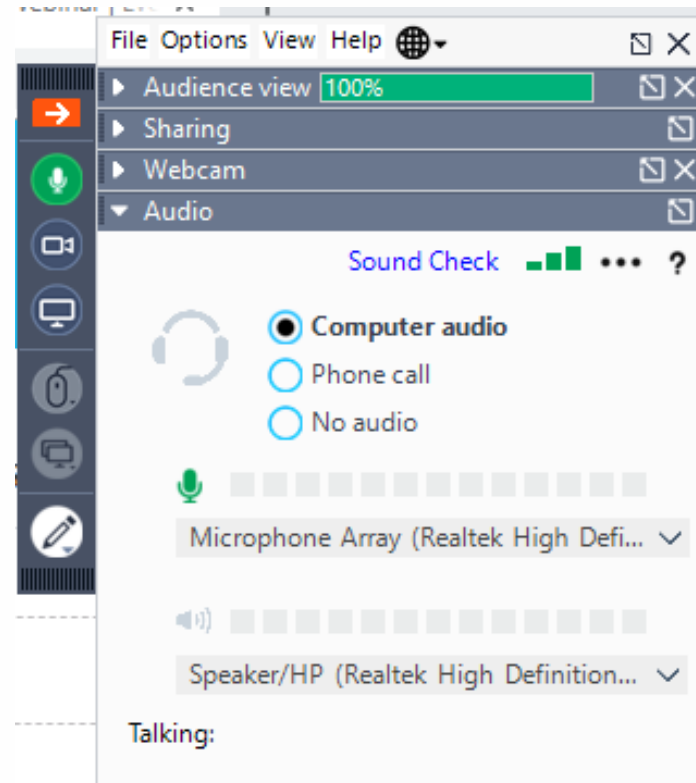 File Options View Help
Audience view 100%
Sharing
Webcam
Audio
Sound Check ?
Computer audio
Phone call
No audio
Microphone Array (Realtek High Defi...
Speaker/HP (Realtek High Definition...
Talking: